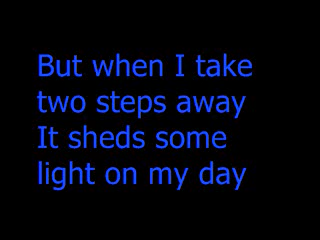 But when I take
two steps away
It sheds some
light on my day